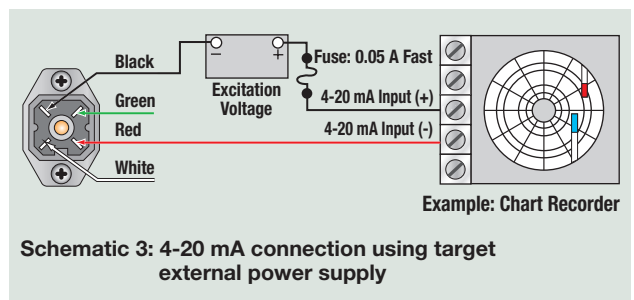 Black
Green
Red
White
−
+
Excitation
Voltage
Fuse: 0.05 A Fast
4-20 mA Input (+)
4-20 mA Input (-)
Example: Chart Recorder
Schematic 3: 4-20 mA connection using target
external power supply